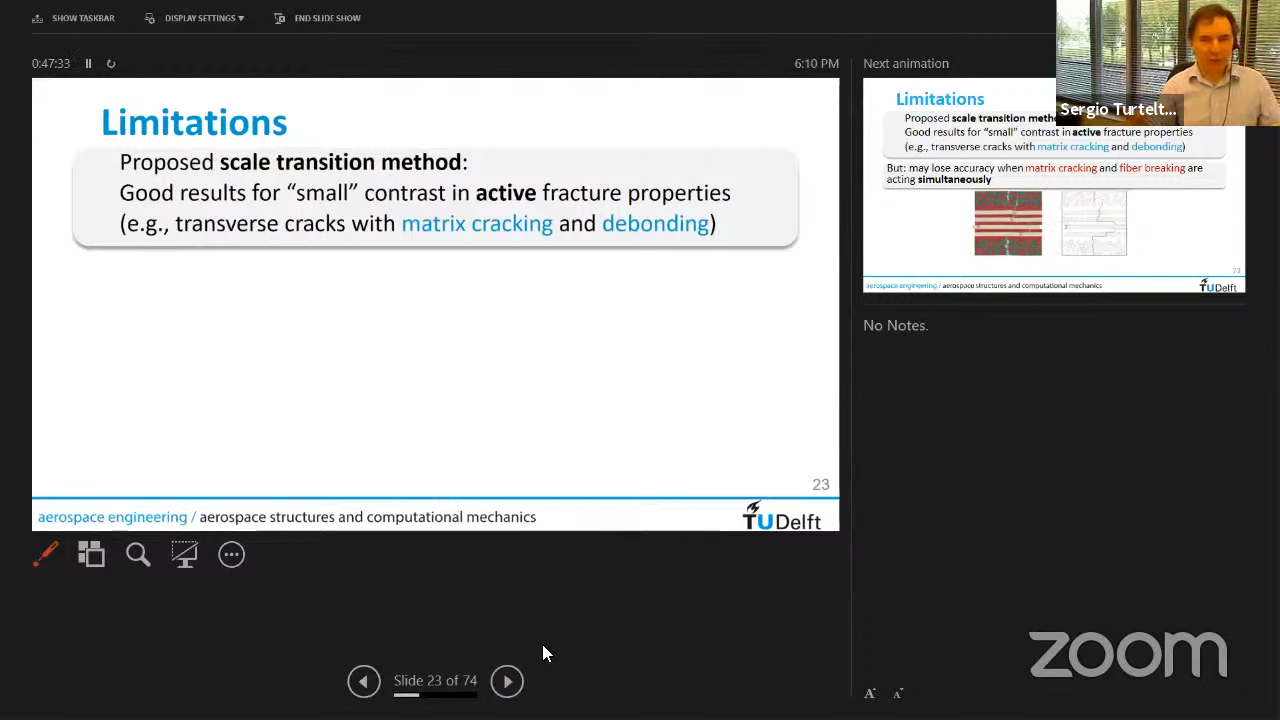 SHOW TASKBAR
DISPLAY SETTINGS ▾
END SLIDE SHOW
0:47:33
6:10 PM
Limitations
Proposed scale transition method:
Good results for “small” contrast in active fracture properties
(e.g., transverse cracks with matrix cracking and debonding)
23
aerospace engineering / aerospace structures and computational mechanics
TUDelft
Slide 23 of 74
Next animation
Limitations
Proposed scale transition meth
Good results for “small” contrast in active fracture properties
(e.g., transverse cracks with matrix cracking and debonding)
But: may lose accuracy when matrix cracking and fiber breaking are
acting simultaneously
23
aerospace engineering / aerospace structures and computational mechanics
TUDelft
No Notes.
Sergio Turtelt...
zoom
A A